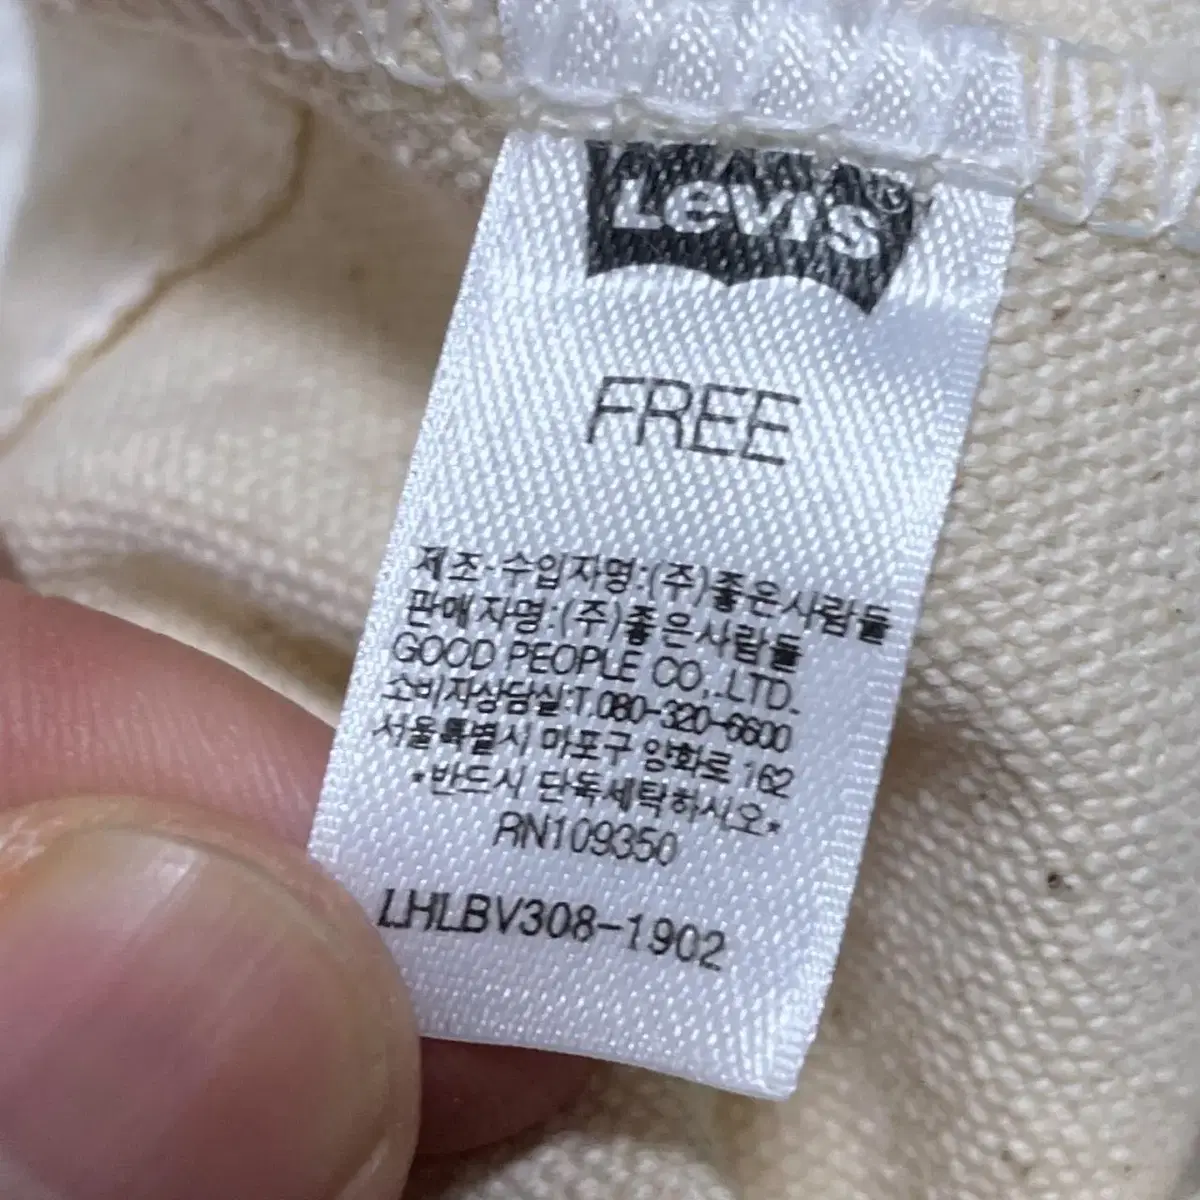 Levi's®
FREE
제조·수입자명:(주)좋은사람들
판매자명:(주)좋은사람들
GOOD PEOPLE CO,.LTD.
소비자상담실:T.080-320-6600
서울특별시 마포구 양화로 162
*반드시 단독세탁하시오*
RN109350
LHLBV308-1902